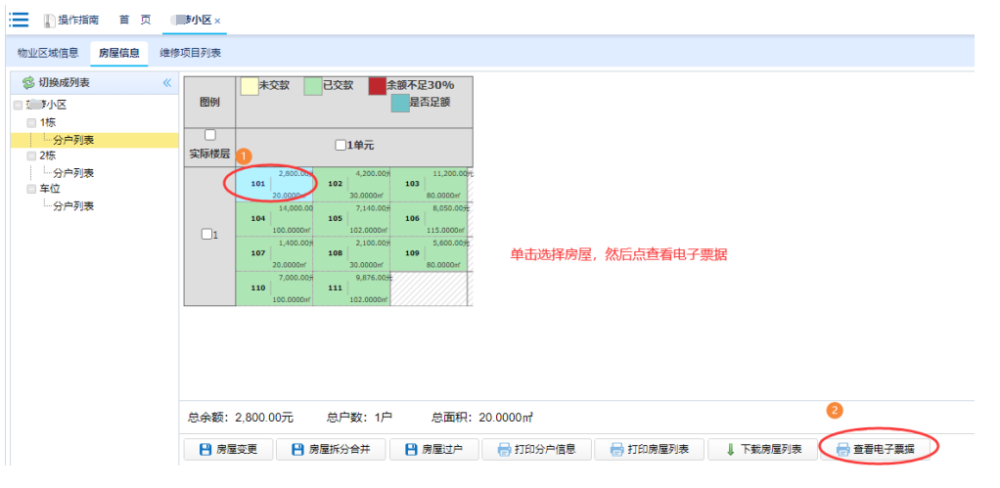 操作指南 首 页 小区 ×
物业区域信息 房屋信息 维修项目列表
切换成列表 «
小区
1栋
分户列表
2栋
分户列表
车位
分户列表
图例 未交款 已交款 余额不足30%
是否足额
实际楼层 1单元
1
1
101 2,800.00元 20.0000㎡
102 4,200.00元 30.0000㎡
103 11,200.00元 80.0000㎡
104 14,000.00 100.0000㎡
105 7,140.00元 102.0000㎡
106 8,050.00元 115.0000㎡
107 1,400.00元 20.0000㎡
108 2,100.00元 30.0000㎡
109 5,600.00元 80.0000㎡
110 7,000.00元 100.0000㎡
111 9,876.00元 102.0000㎡
单击选择房屋，然后点查看电子票据
总余额：2,800.00元 总户数：1户 总面积：20.0000㎡
2
房屋变更 房屋拆分合并 房屋过户 打印分户信息 打印房屋列表 下载房屋列表 查看电子票据